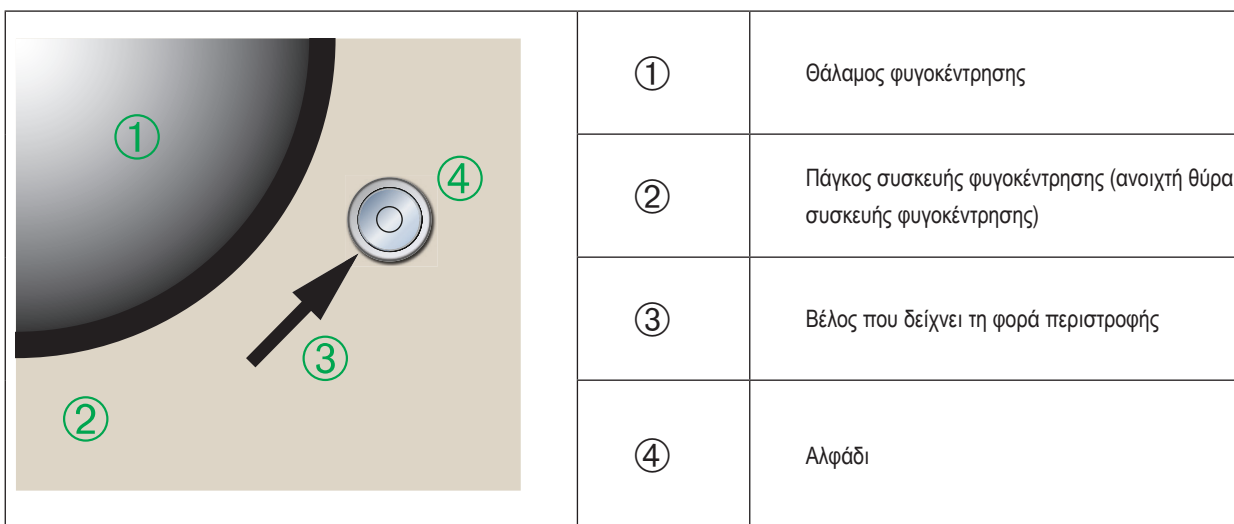 ①
④
③
②
① Θάλαμος φυγοκέντρησης
② Πάγκος συσκευής φυγοκέντρησης (ανοιχτή θύρα
συσκευής φυγοκέντρησης)
③ Βέλος που δείχνει τη φορά περιστροφής
④ Αλφάδι